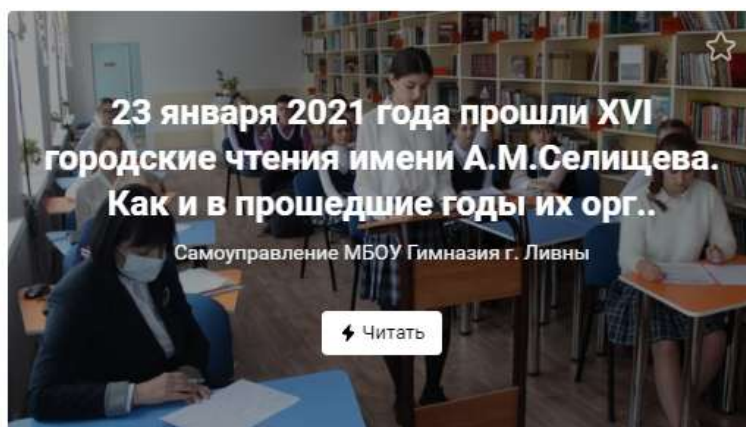 23 января 2021 года прошли XVI
городские чтения имени А.М.Селищева.
Как и в прошедшие годы их орг..
Самоуправление МБОУ Гимназия г. Ливны
Читать